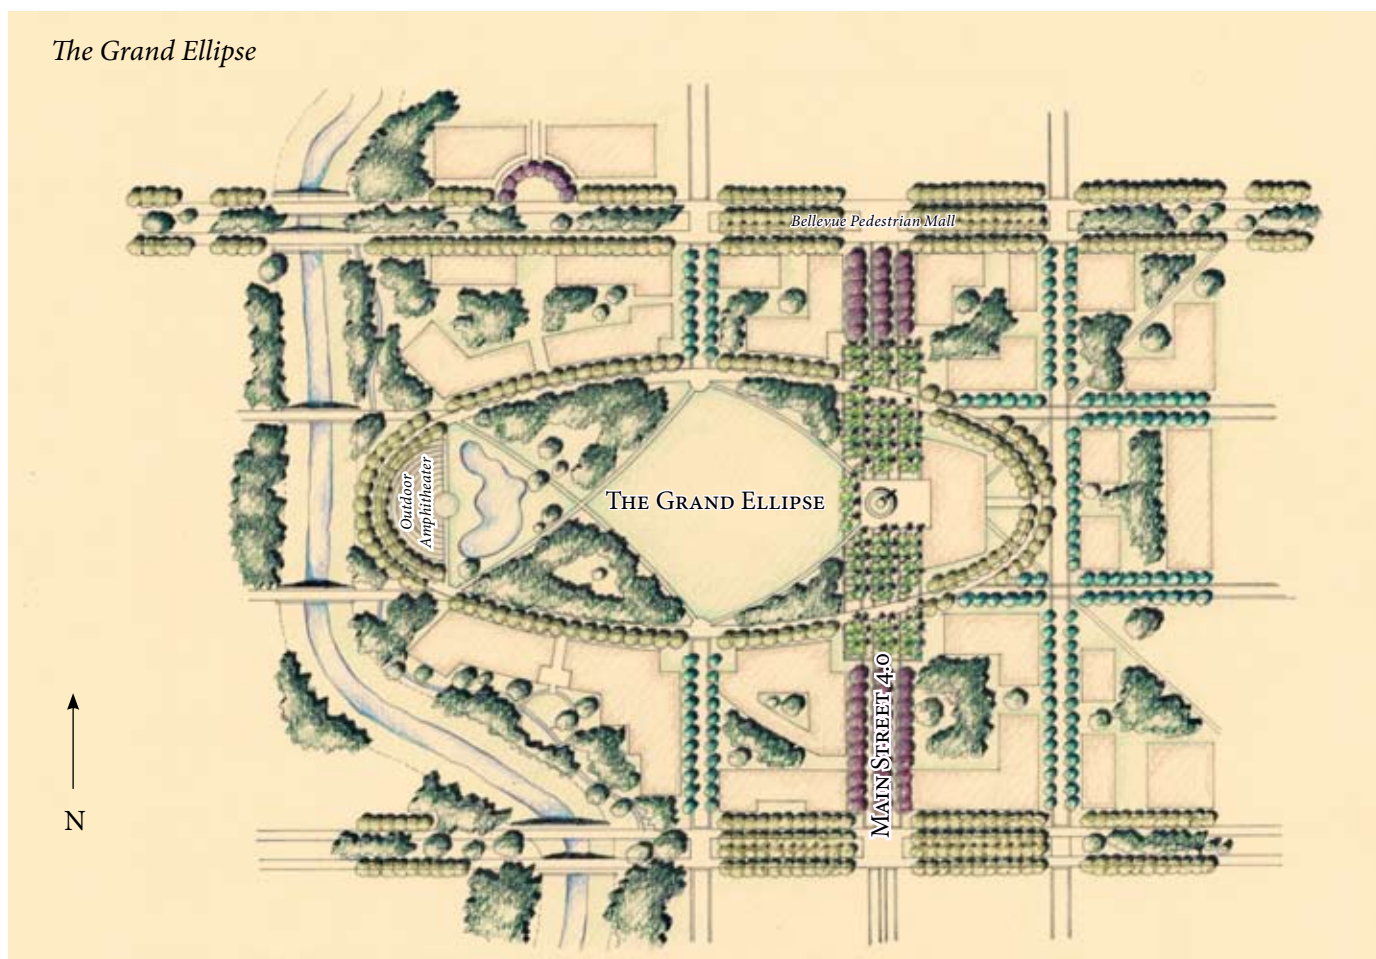 The Grand Ellipse
Bellevue Pedestrian Mall
Outdoor
Amphitheater
The Grand Ellipse
Main Street 4.0
N